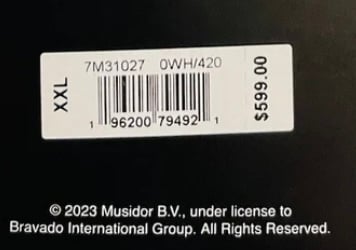 XXL
7M31027 0WH/420
1 96200 79492 1
$599.00
© 2023 Musidor B.V., under license to
Bravado International Group. All Rights Reserved.